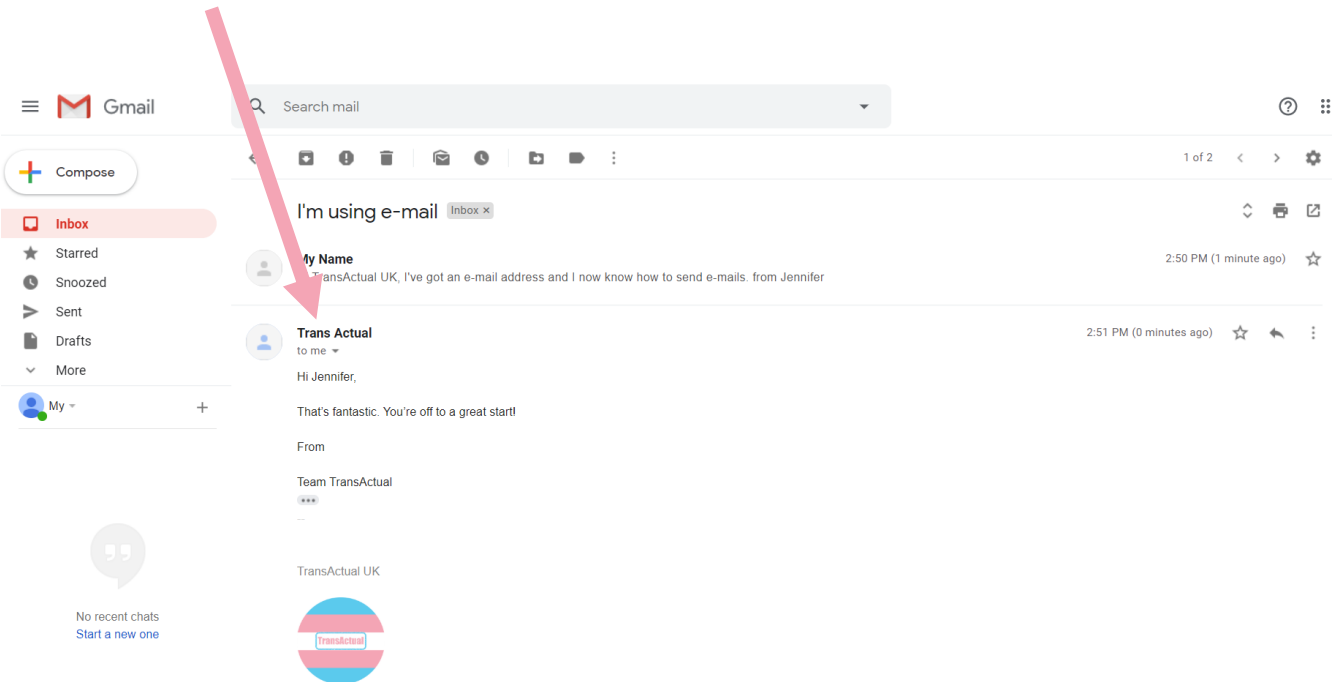 Gmail
Search mail
Compose
1 of 2
Inbox
Starred
Snoozed
Sent
Drafts
More
My
No recent chats
Start a new one
I'm using e-mail Inbox ×
My Name 2:50 PM (1 minute ago)
TransActual UK, I've got an e-mail address and I now know how to send e-mails. from Jennifer
Trans Actual 2:51 PM (0 minutes ago)
to me
Hi Jennifer,
That's fantastic. You're off to a great start!
From
Team TransActual
•••
--
TransActual UK
TransActual